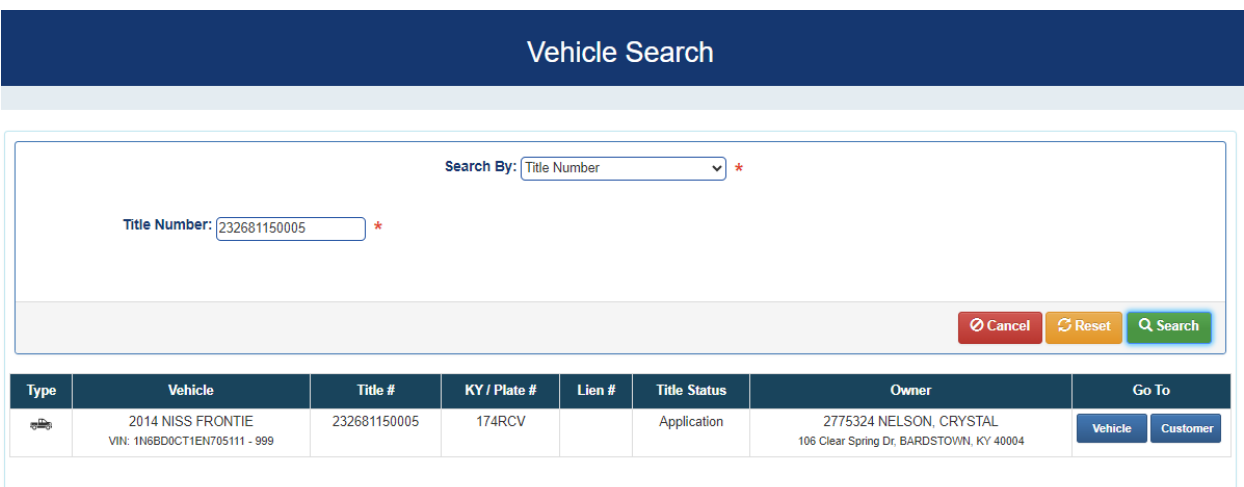 Vehicle Search
Search By: Title Number *
Title Number: 232681150005 *
Cancel Reset Search
Type Vehicle Title # KY / Plate # Lien # Title Status Owner Go To
2014 NISS FRONTIE 232681150005 174RCV Application 2775324 NELSON, CRYSTAL Vehicle Customer
VIN: 1N6BD0CT1EN705111 - 999 106 Clear Spring Dr, BARDSTOWN, KY 40004